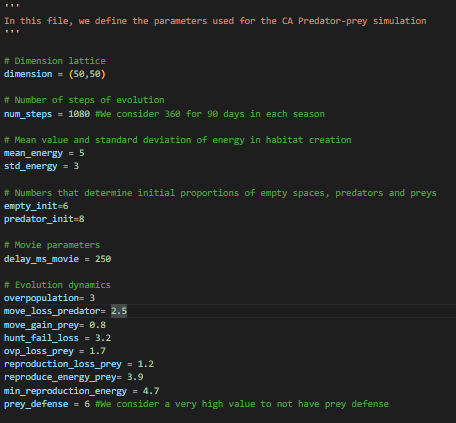 '''
In this file, we define the parameters used for the CA Predator-prey simulation
'''
# Dimension lattice
dimension = (50,50)
# Number of steps of evolution
num_steps = 1080 #We consider 360 for 90 days in each season
# Mean value and standard deviation of energy in habitat creation
mean_energy = 5
std_energy = 3
# Numbers that determine initial proportions of empty spaces, predators and preys
empty_init=6
predator_init=8
# Movie parameters
delay_ms_movie = 250
# Evolution dynamics
overpopulation= 3
move_loss_predator= 2.5
move_gain_prey= 0.8
hunt_fail_loss = 3.2
ovp_loss_prey = 1.7
reproduction_loss_prey = 1.2
reproduce_energy_prey= 3.9
min_reproduction_energy = 4.7
prey_defense = 6 #We consider a very high value to not have prey defense